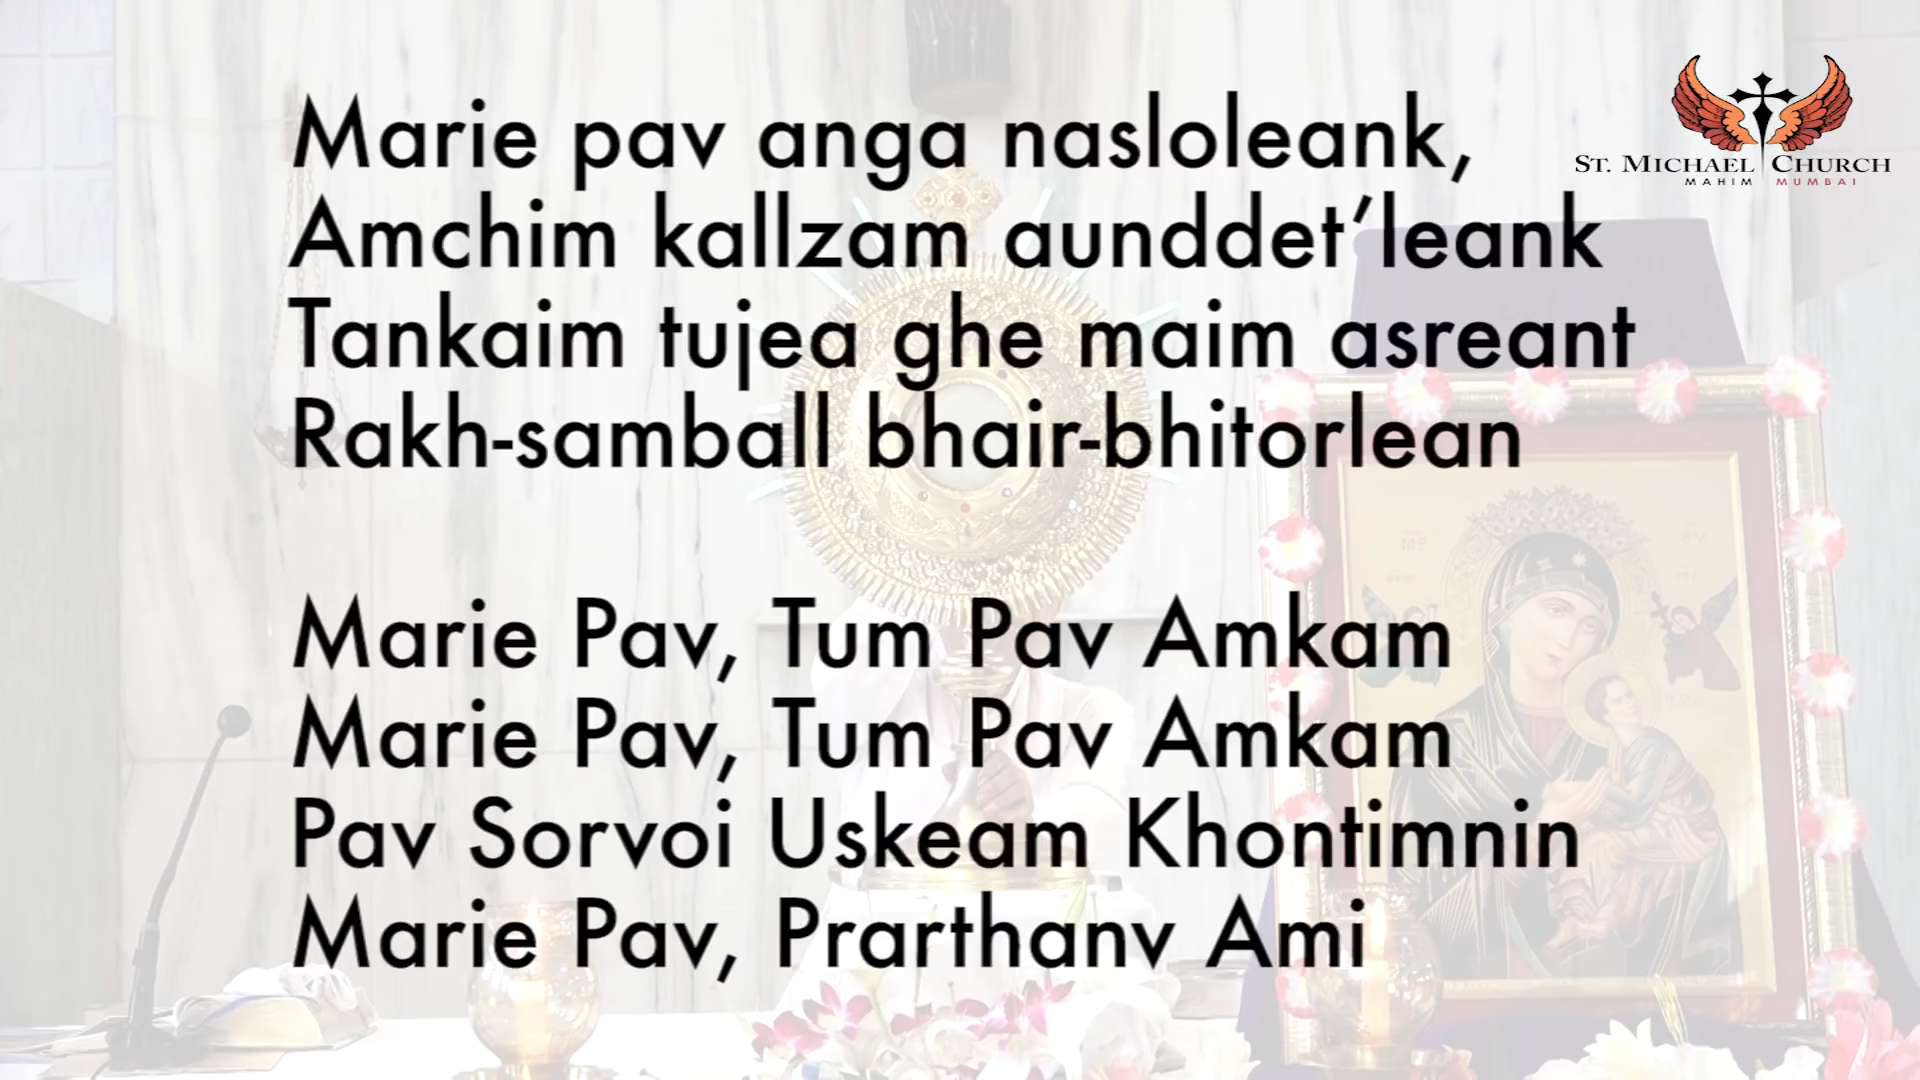 Marie pav anga nasloleank,
Amchim kallzam aunddet’leank
Tankaim tujea ghe maim asreant
Rakh-samball bhair-bhitorlean
Marie Pav, Tum Pav Amkam
Marie Pav, Tum Pav Amkam
Pav Sorvoi Uskeam Khontimnin
Marie Pav, Prarthanv Ami
ST. MICHAEL CHURCH
MAHIM MUMBAI